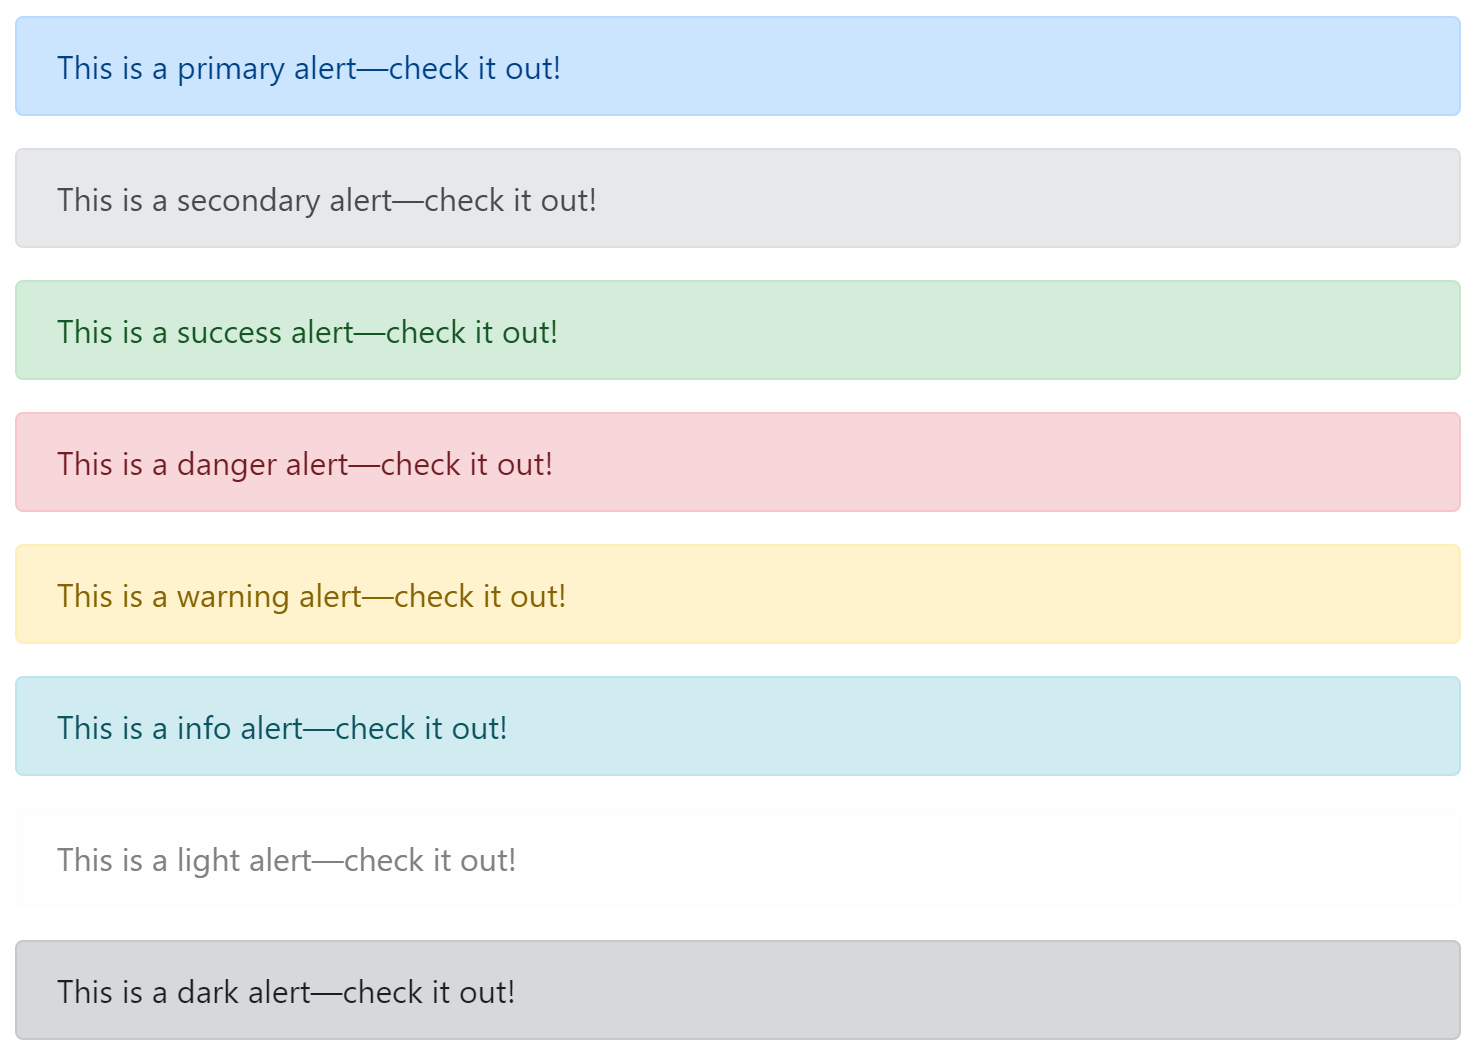 This is a primary alert—check it out!
This is a secondary alert—check it out!
This is a success alert—check it out!
This is a danger alert—check it out!
This is a warning alert—check it out!
This is a info alert—check it out!
This is a light alert—check it out!
This is a dark alert—check it out!